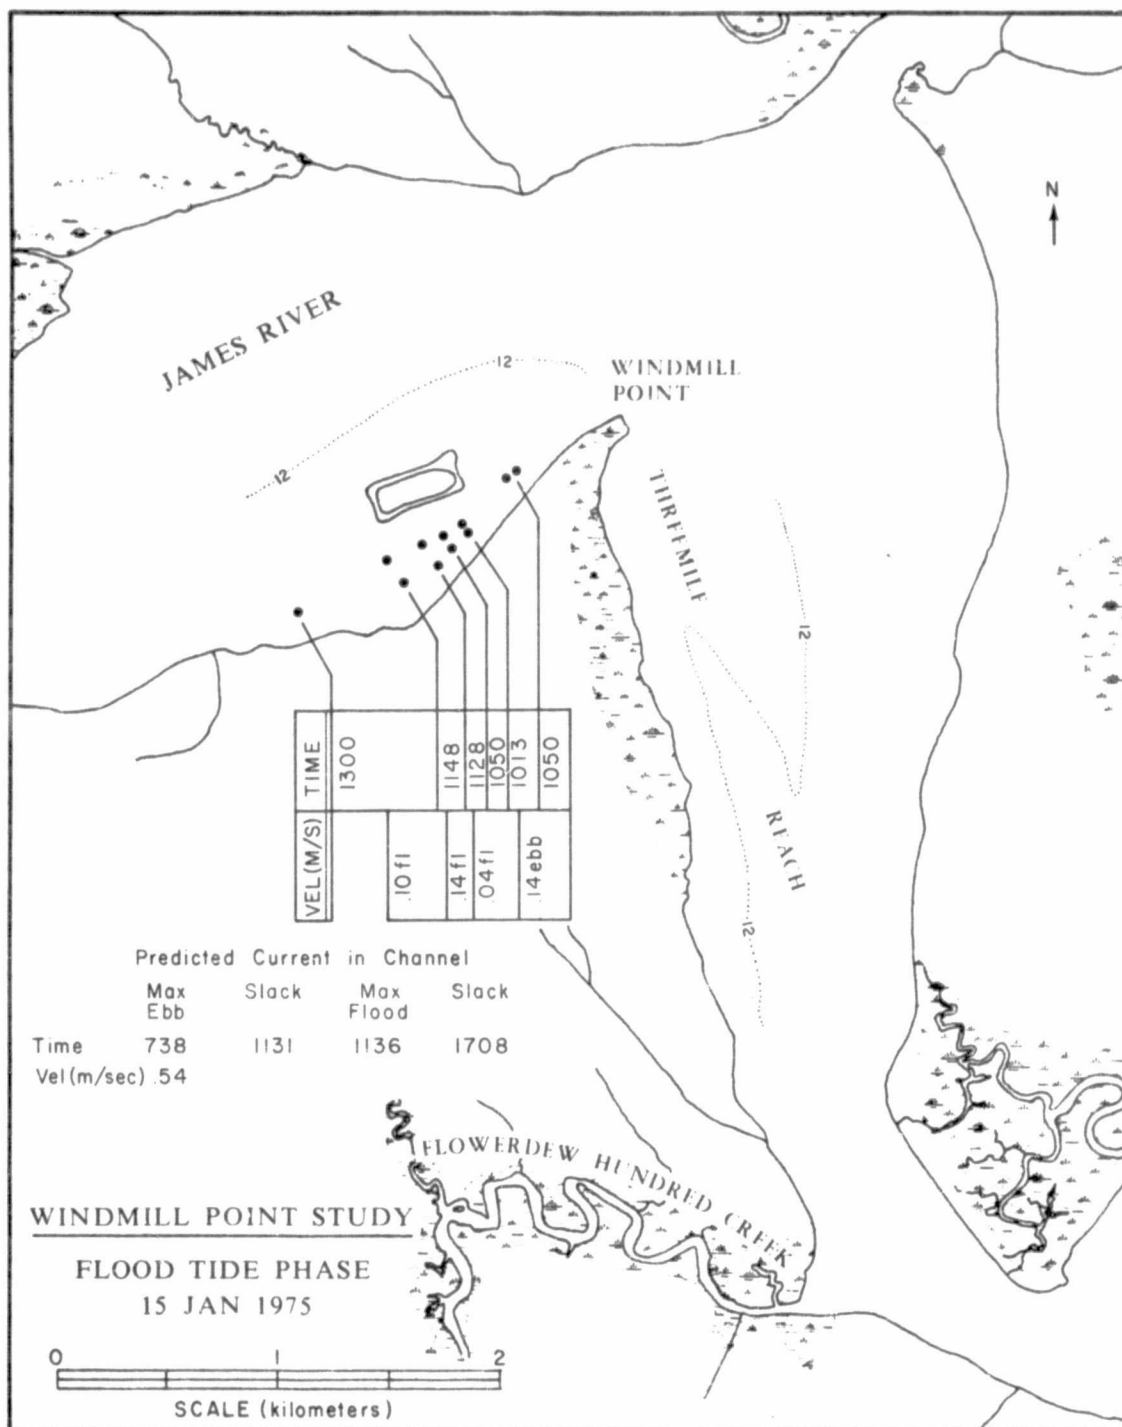 N
JAMES RIVER
12
12
WINDMILL
POINT
THREEMILE
REACH
12
12
TIME
1300
1148
1128
1050
1013
1050
VEL(M/S)
.10fl
.14fl
.04fl
.14ebb
Predicted Current in Channel
Max Ebb Slack Max Flood Slack
Time 738 1131 1136 1708
Vel(m/sec) .54
FLOWERDEW HUNDRED CREEK
WINDMILL POINT STUDY
FLOOD TIDE PHASE
15 JAN 1975
0 1 2
SCALE (kilometers)